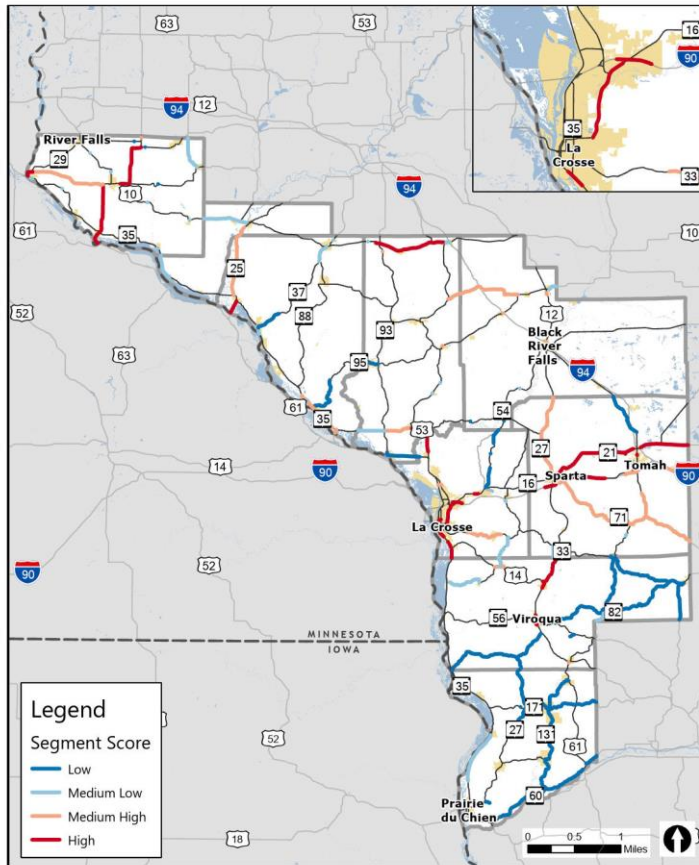 63
53
16
90
35
La
Crosse
33
12
94
River Falls
29
10
94
61
35
10
25
37
52
88
12
93
Black
River
Falls
63
94
95
61
35
54
53
27
21
14
Tomah
90
16
Sparta
90
71
La Crosse
52
33
90
14
82
56
Viroqua
MINNESOTA
IOWA
35
171
27
131
61
52
60
Prairie
du Chien
18
Legend
Segment Score
Low
Medium Low
Medium High
High
0 0.5 1
Miles